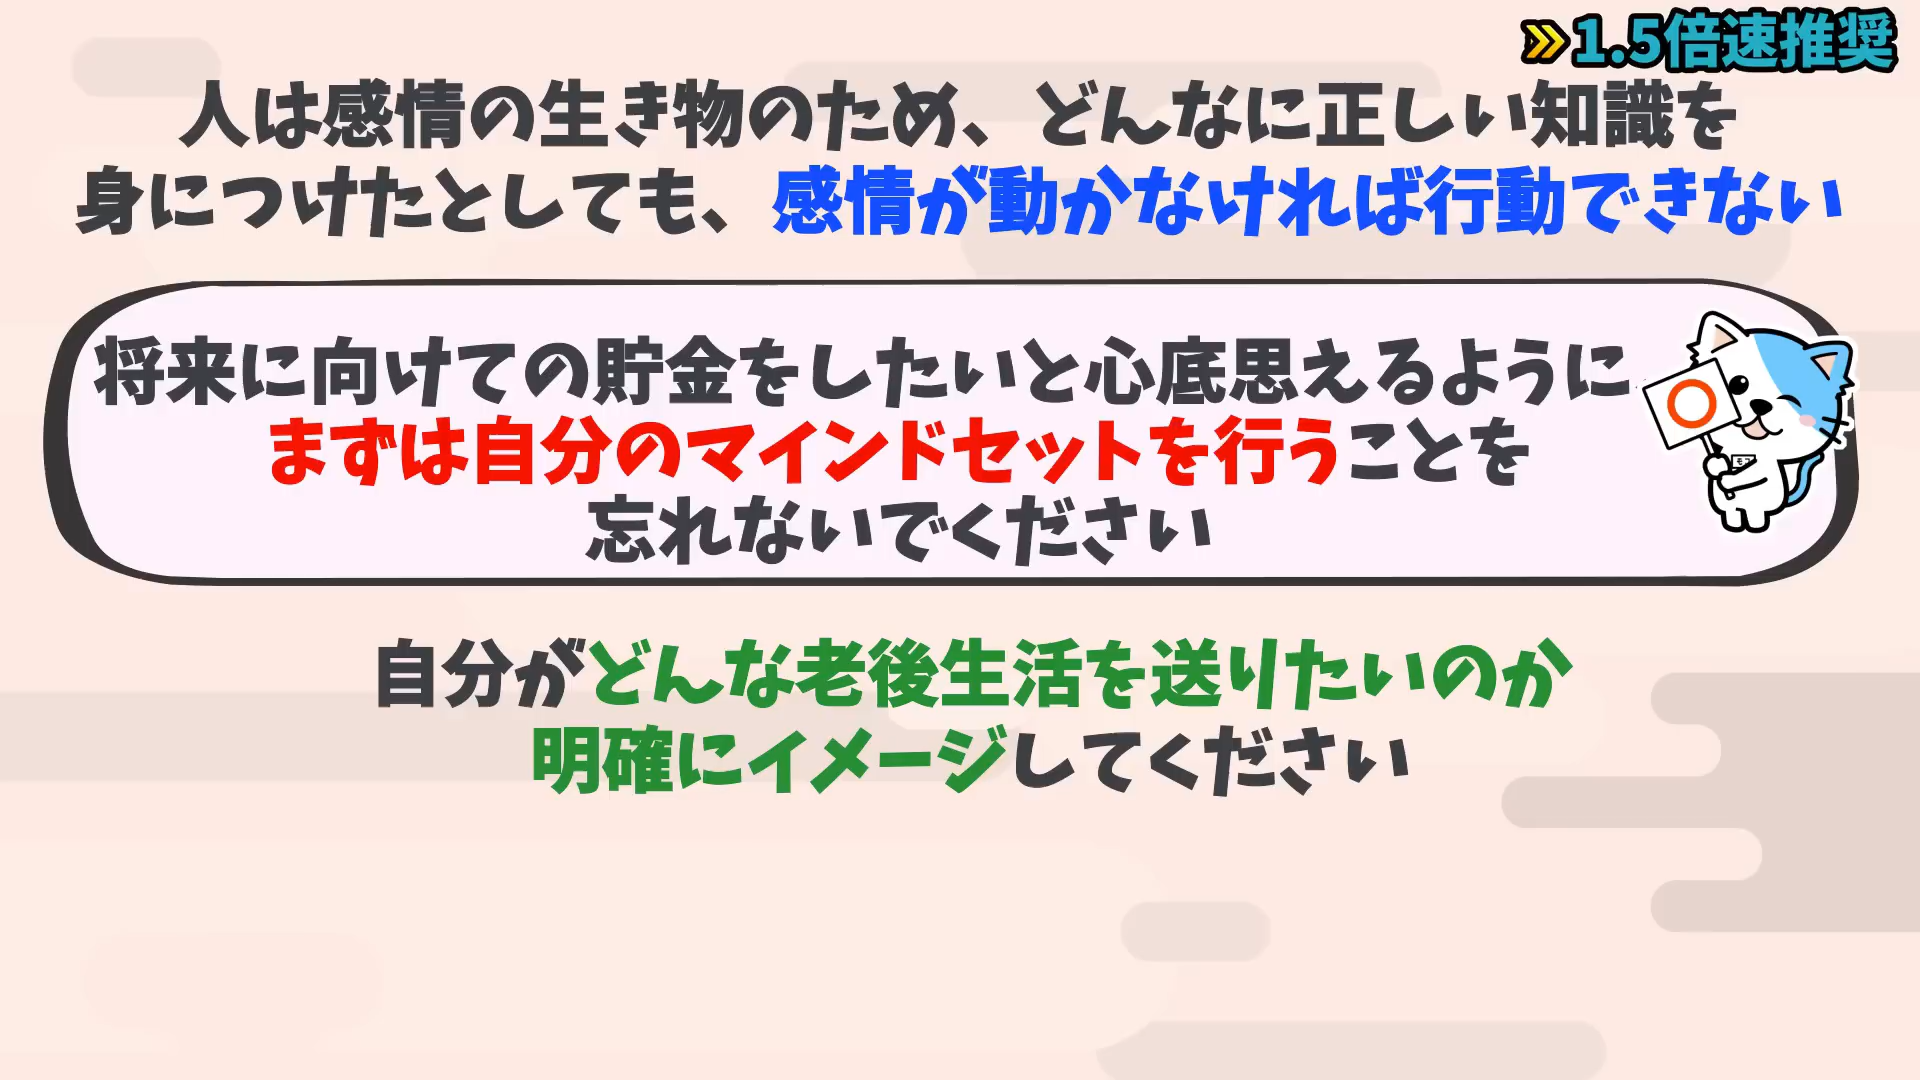 1.5倍速推奨
人は感情の生き物のため、どんなに正しい知識を
身につけたとしても、感情が動かなければ行動できない
将来に向けての貯金をしたいと心底思えるように
まずは自分のマインドセットを行うことを
忘れないでください
自分がどんな老後生活を送りたいのか
明確にイメージしてください